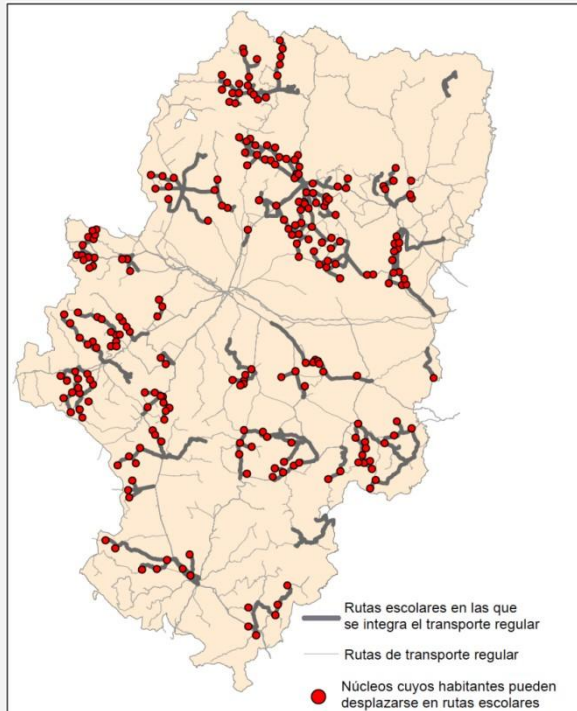 Rutas escolares en las que
se integra el transporte regular
Rutas de transporte regular
Núcleos cuyos habitantes pueden
desplazarse en rutas escolares